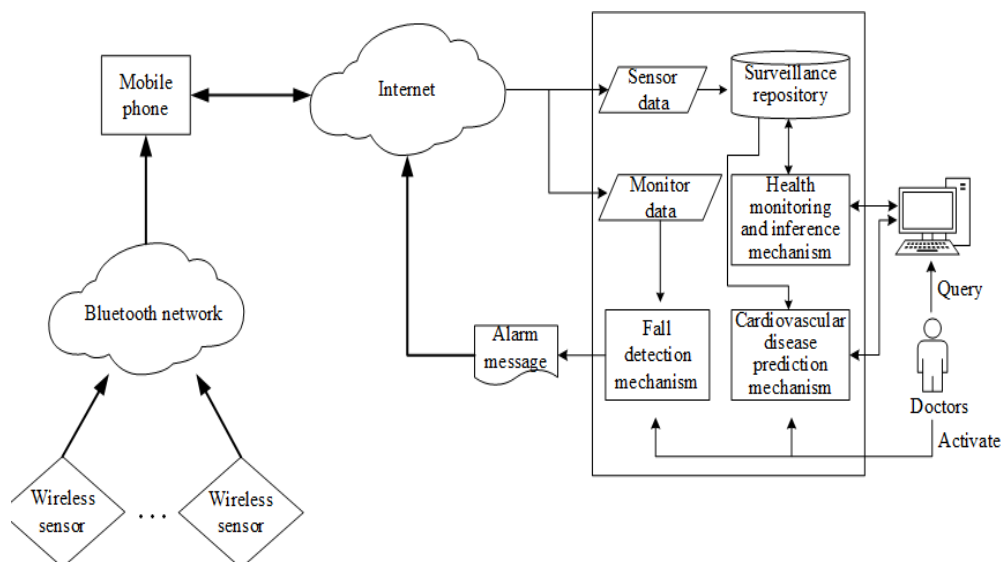 Mobile
phone
Internet
Sensor
data
Surveillance
repository
Monitor
data
Health
monitoring
and inference
mechanism
Query
Bluetooth network
Alarm
message
Fall
detection
mechanism
Cardiovascular
disease
prediction
mechanism
Doctors
Activate
Wireless
sensor
...
Wireless
sensor